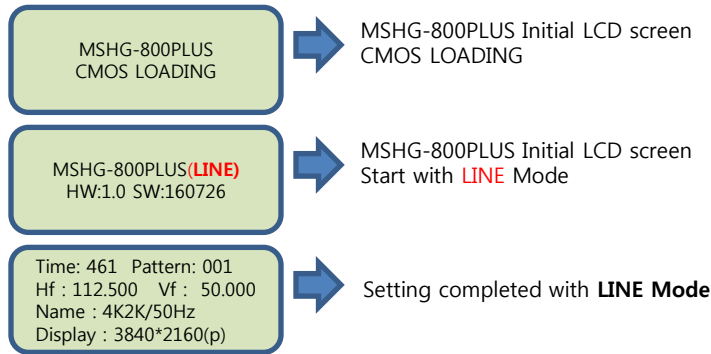 MSHG-800PLUS
CMOS LOADING
MSHG-800PLUS Initial LCD screen
CMOS LOADING
MSHG-800PLUS(LINE)
HW:1.0 SW:160726
MSHG-800PLUS Initial LCD screen
Start with LINE Mode
Time: 461 Pattern: 001
Hf : 112.500 Vf : 50.000
Name : 4K2K/50Hz
Display : 3840*2160(p)
Setting completed with LINE Mode